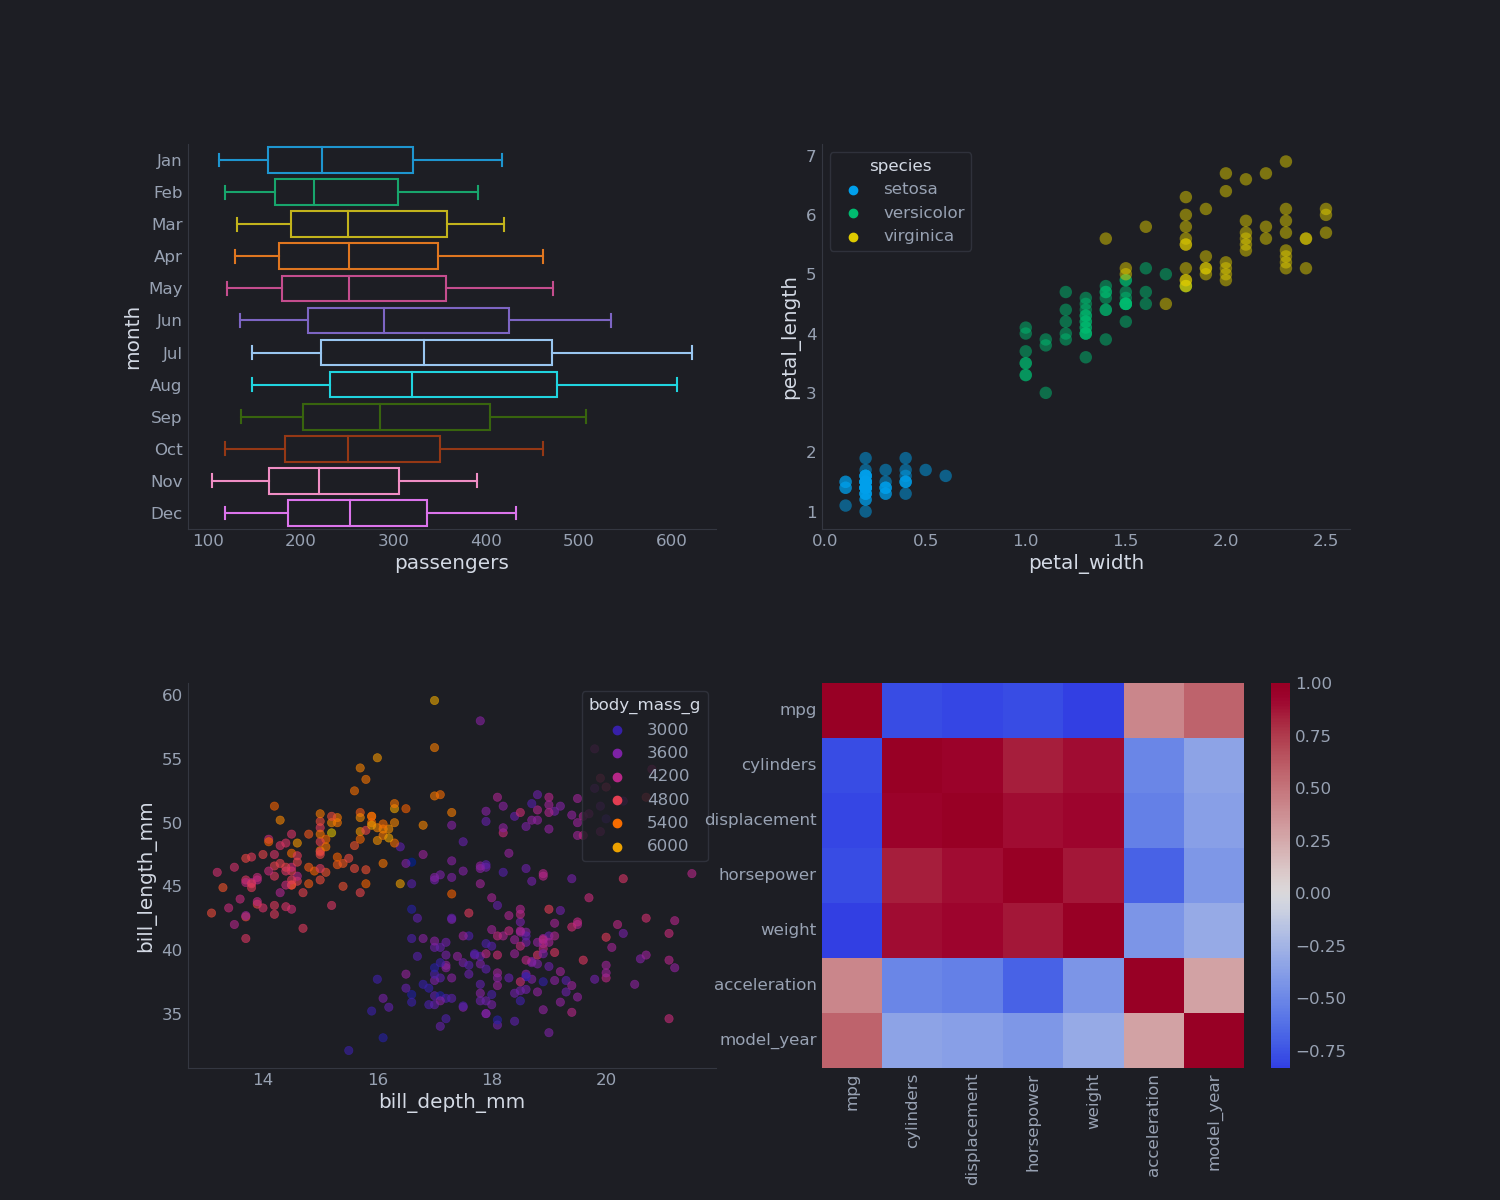 Jan
Feb
Mar
Apr
May
Jun
Jul
Aug
Sep
Oct
Nov
Dec
month
100 200 300 400 500 600
passengers
species
setosa
versicolor
virginica
7
6
5
4
3
2
1
petal_length
0.0 0.5 1.0 1.5 2.0 2.5
petal_width
60
55
50
45
40
35
bill_length_mm
body_mass_g
3000
3600
4200
4800
5400
6000
14 16 18 20
bill_depth_mm
mpg
cylinders
displacement
horsepower
weight
acceleration
model_year
mpg
cylinders
displacement
horsepower
weight
acceleration
model_year
1.00
0.75
0.50
0.25
0.00
−0.25
−0.50
−0.75